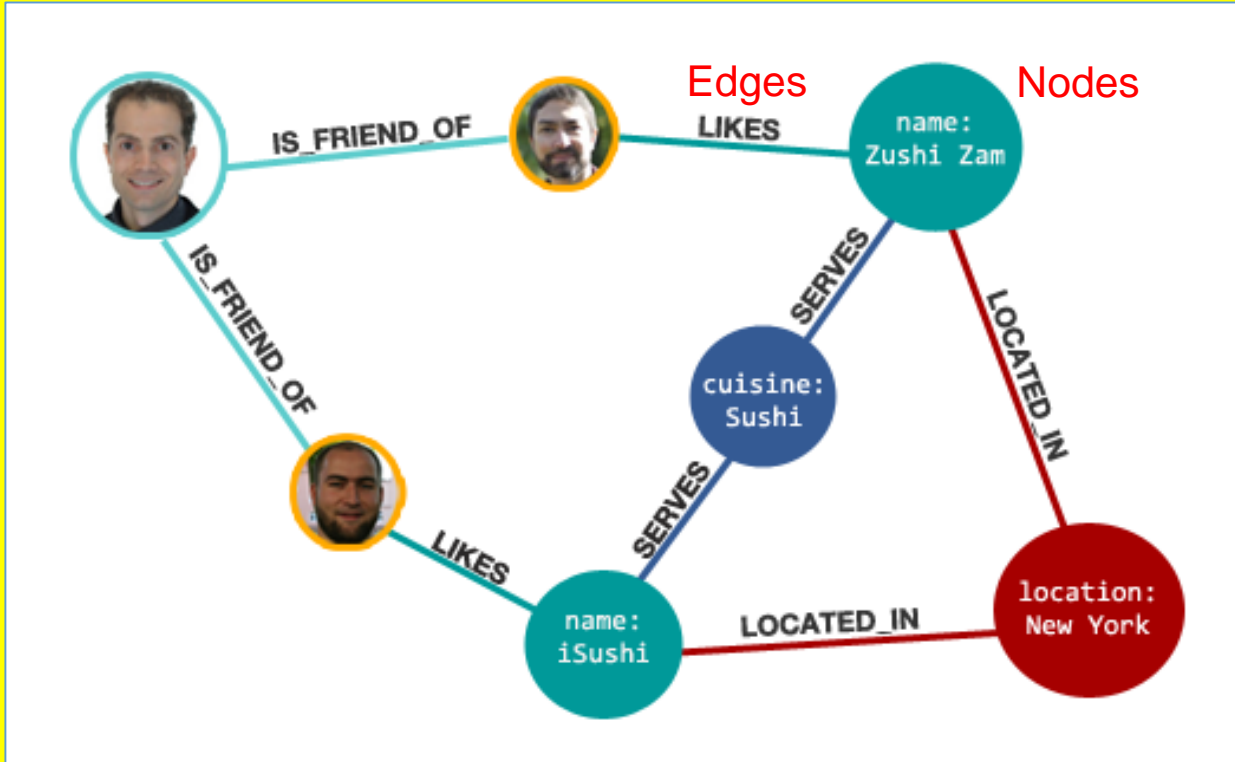 Edges
Nodes
IS_FRIEND_OF
LIKES
name:
Zushi Zam
IS_FRIEND_OF
SERVES
LOCATED_IN
cuisine:
Sushi
SERVES
LIKES
name:
iSushi
LOCATED_IN
location:
New York